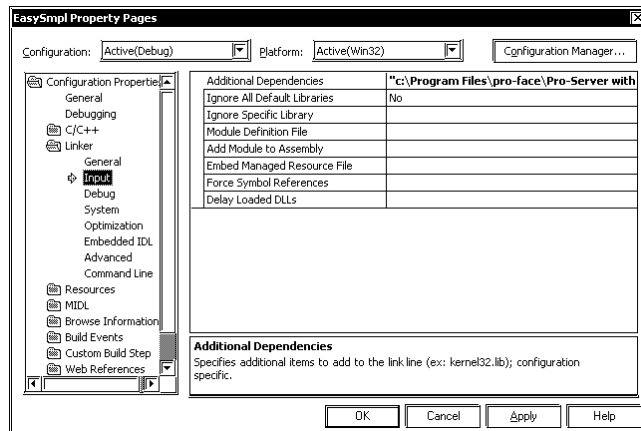 EasySmpl Property Pages
Configuration: Active(Debug) Platform: Active(Win32) Configuration Manager...
Configuration Properties
General
Debugging
C/C++
Linker
General
Input
Debug
System
Optimization
Embedded IDL
Advanced
Command Line
Resources
MIDL
Browse Information
Build Events
Custom Build Step
Web References
Additional Dependencies "c:\Program Files\pro-face\Pro-Server with
Ignore All Default Libraries No
Ignore Specific Library
Module Definition File
Add Module to Assembly
Embed Managed Resource File
Force Symbol References
Delay Loaded DLLs
Additional Dependencies
Specifies additional items to add to the link line (ex: kernel32.lib); configuration
specific.
OK Cancel Apply Help